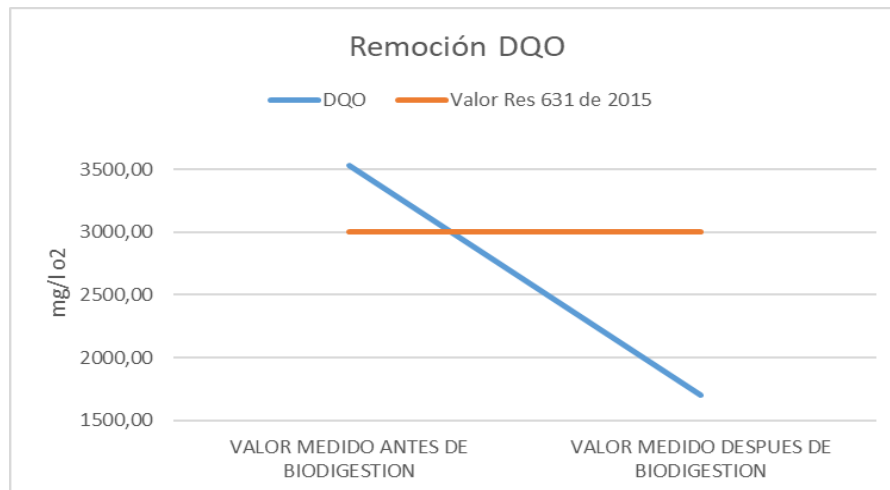 Remoción DQO
DQO
Valor Res 631 de 2015
3500,00
3000,00
2500,00
2000,00
1500,00
mg/l o2
VALOR MEDIDO ANTES DE
BIODIGESTION
VALOR MEDIDO DESPUES DE
BIODIGESTION